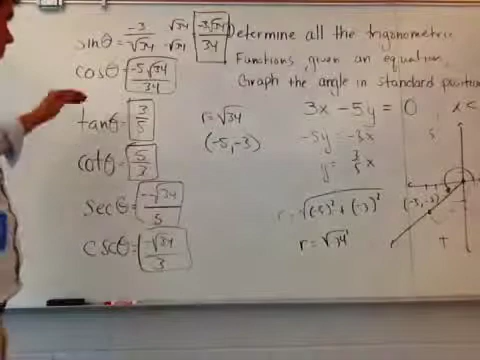 sinθ = -3/√34 √34/√34 -3√34/34
cosθ = -5√34/34
tanθ = 3/5
cotθ = 5/3
secθ = -√34/5
cscθ = -√34/3
r = √34
(-5, -3)
Determine all the trigonometric
Functions, given an equation.
Graph the angle in standard position
3x - 5y = 0, x <
-5y = -3x
y = 3/5 x
r = √(-5)² + (-3)²
r = √34
S
(-5, -3)
T